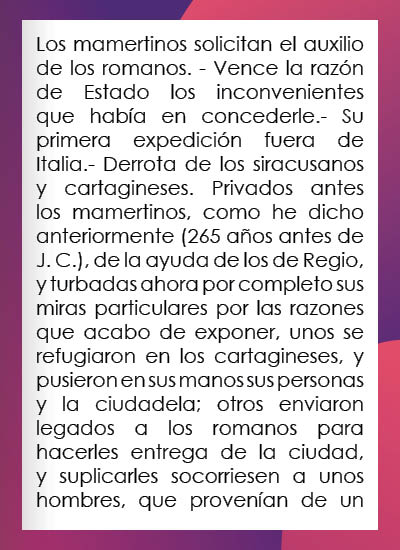 Los mamertinos solicitan el auxilio
de los romanos. - Vence la razón
de Estado los inconvenientes
que había en concederle.- Su
primera expedición fuera de
Italia.- Derrota de los siracusanos
y cartagineses. Privados antes
los mamertinos, como he dicho
anteriormente (265 años antes de
J. C.), de la ayuda de los de Regio,
y turbadas ahora por completo sus
miras particulares por las razones
que acabo de exponer, unos se
refugiaron en los cartagineses, y
pusieron en sus manos sus personas
y la ciudadela; otros enviaron
legados a los romanos para
hacerles entrega de la ciudad,
y suplicarles socorriesen a unos
hombres, que provenían de un